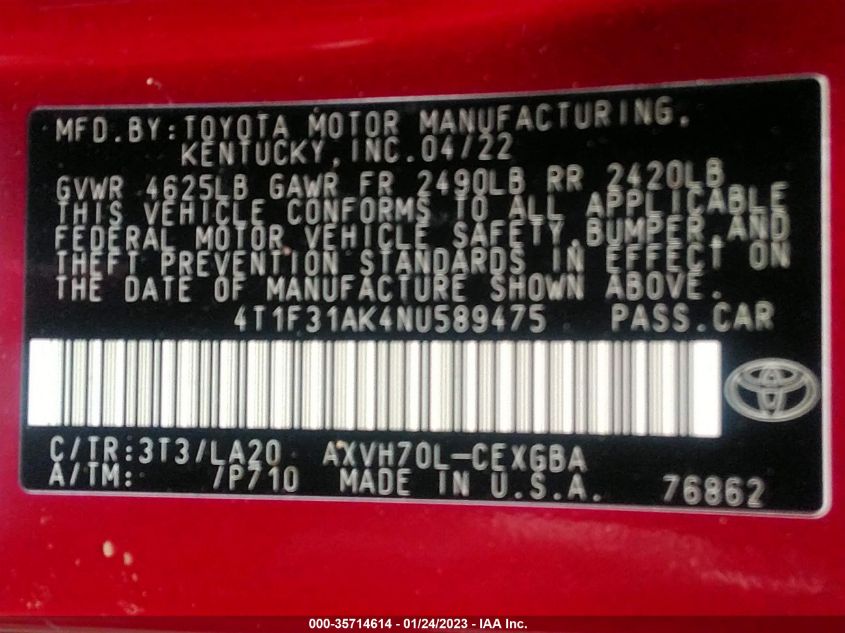 MFD.BY:TOYOTA MOTOR MANUFACTURING,
KENTUCKY,INC.04/22
GVWR 4625LB GAWR FR 2490LB RR 2420LB
THIS VEHICLE CONFORMS TO ALL APPLICABLE
FEDERAL MOTOR VEHICLE SAFETY,BUMPER,AND
THEFT PREVENTION STANDARDS IN EFFECT ON
THE DATE OF MANUFACTURE SHOWN ABOVE.
4T1F31AK4NU589475 PASS.CAR
C/TR:3T3/LA20 AXVH70L-CEXGBA
A/TM: /P710 MADE IN U.S.A. 76862
000-35714614 - 01/24/2023 - IAA Inc.